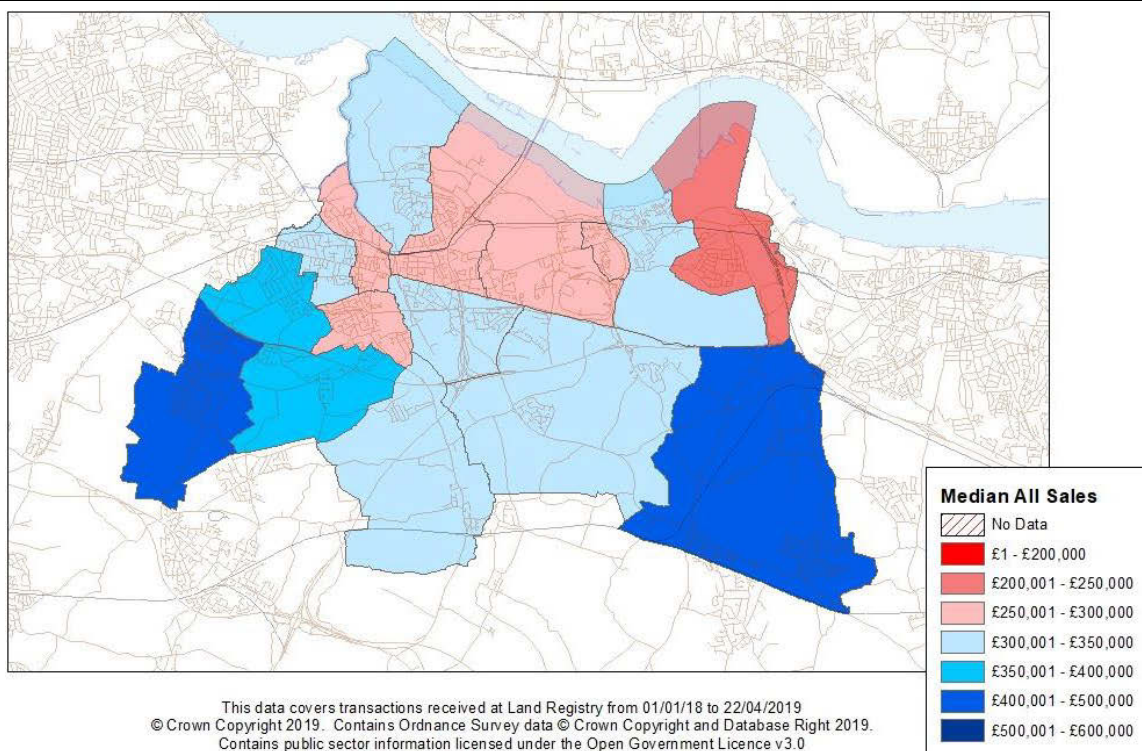 Median All Sales
No Data
£1 - £200,000
£200,001 - £250,000
£250,001 - £300,000
£300,001 - £350,000
£350,001 - £400,000
£400,001 - £500,000
£500,001 - £600,000
This data covers transactions received at Land Registry from 01/01/18 to 22/04/2019
© Crown Copyright 2019. Contains Ordnance Survey data © Crown Copyright and Database Right 2019.
Contains public sector information licensed under the Open Government Licence v3.0